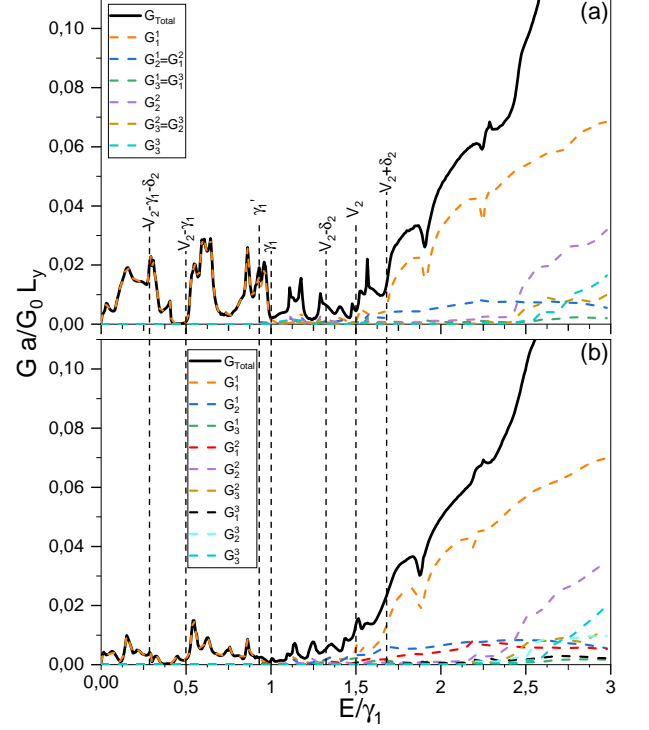 (a)
G_Total
G_1^1
G_2^1=G_1^2
G_3^1=G_1^3
G_2^2
G_3^2=G_2^3
G_3^3
0,10
0,08
0,06
0,04
0,02
0,00
V_2-γ_1-δ_2
V_2-γ_1
γ_1'
γ_1
V_2-δ_2
V_2
V_2+δ_2
G a/G_0 L_y
(b)
G_Total
G_1^1
G_2^1
G_3^1
G_1^2
G_2^2
G_3^2
G_1^3
G_2^3
G_3^3
0,10
0,08
0,06
0,04
0,02
0,00
0,00 0,5 1 1,5 2 2,5 3
E/γ_1